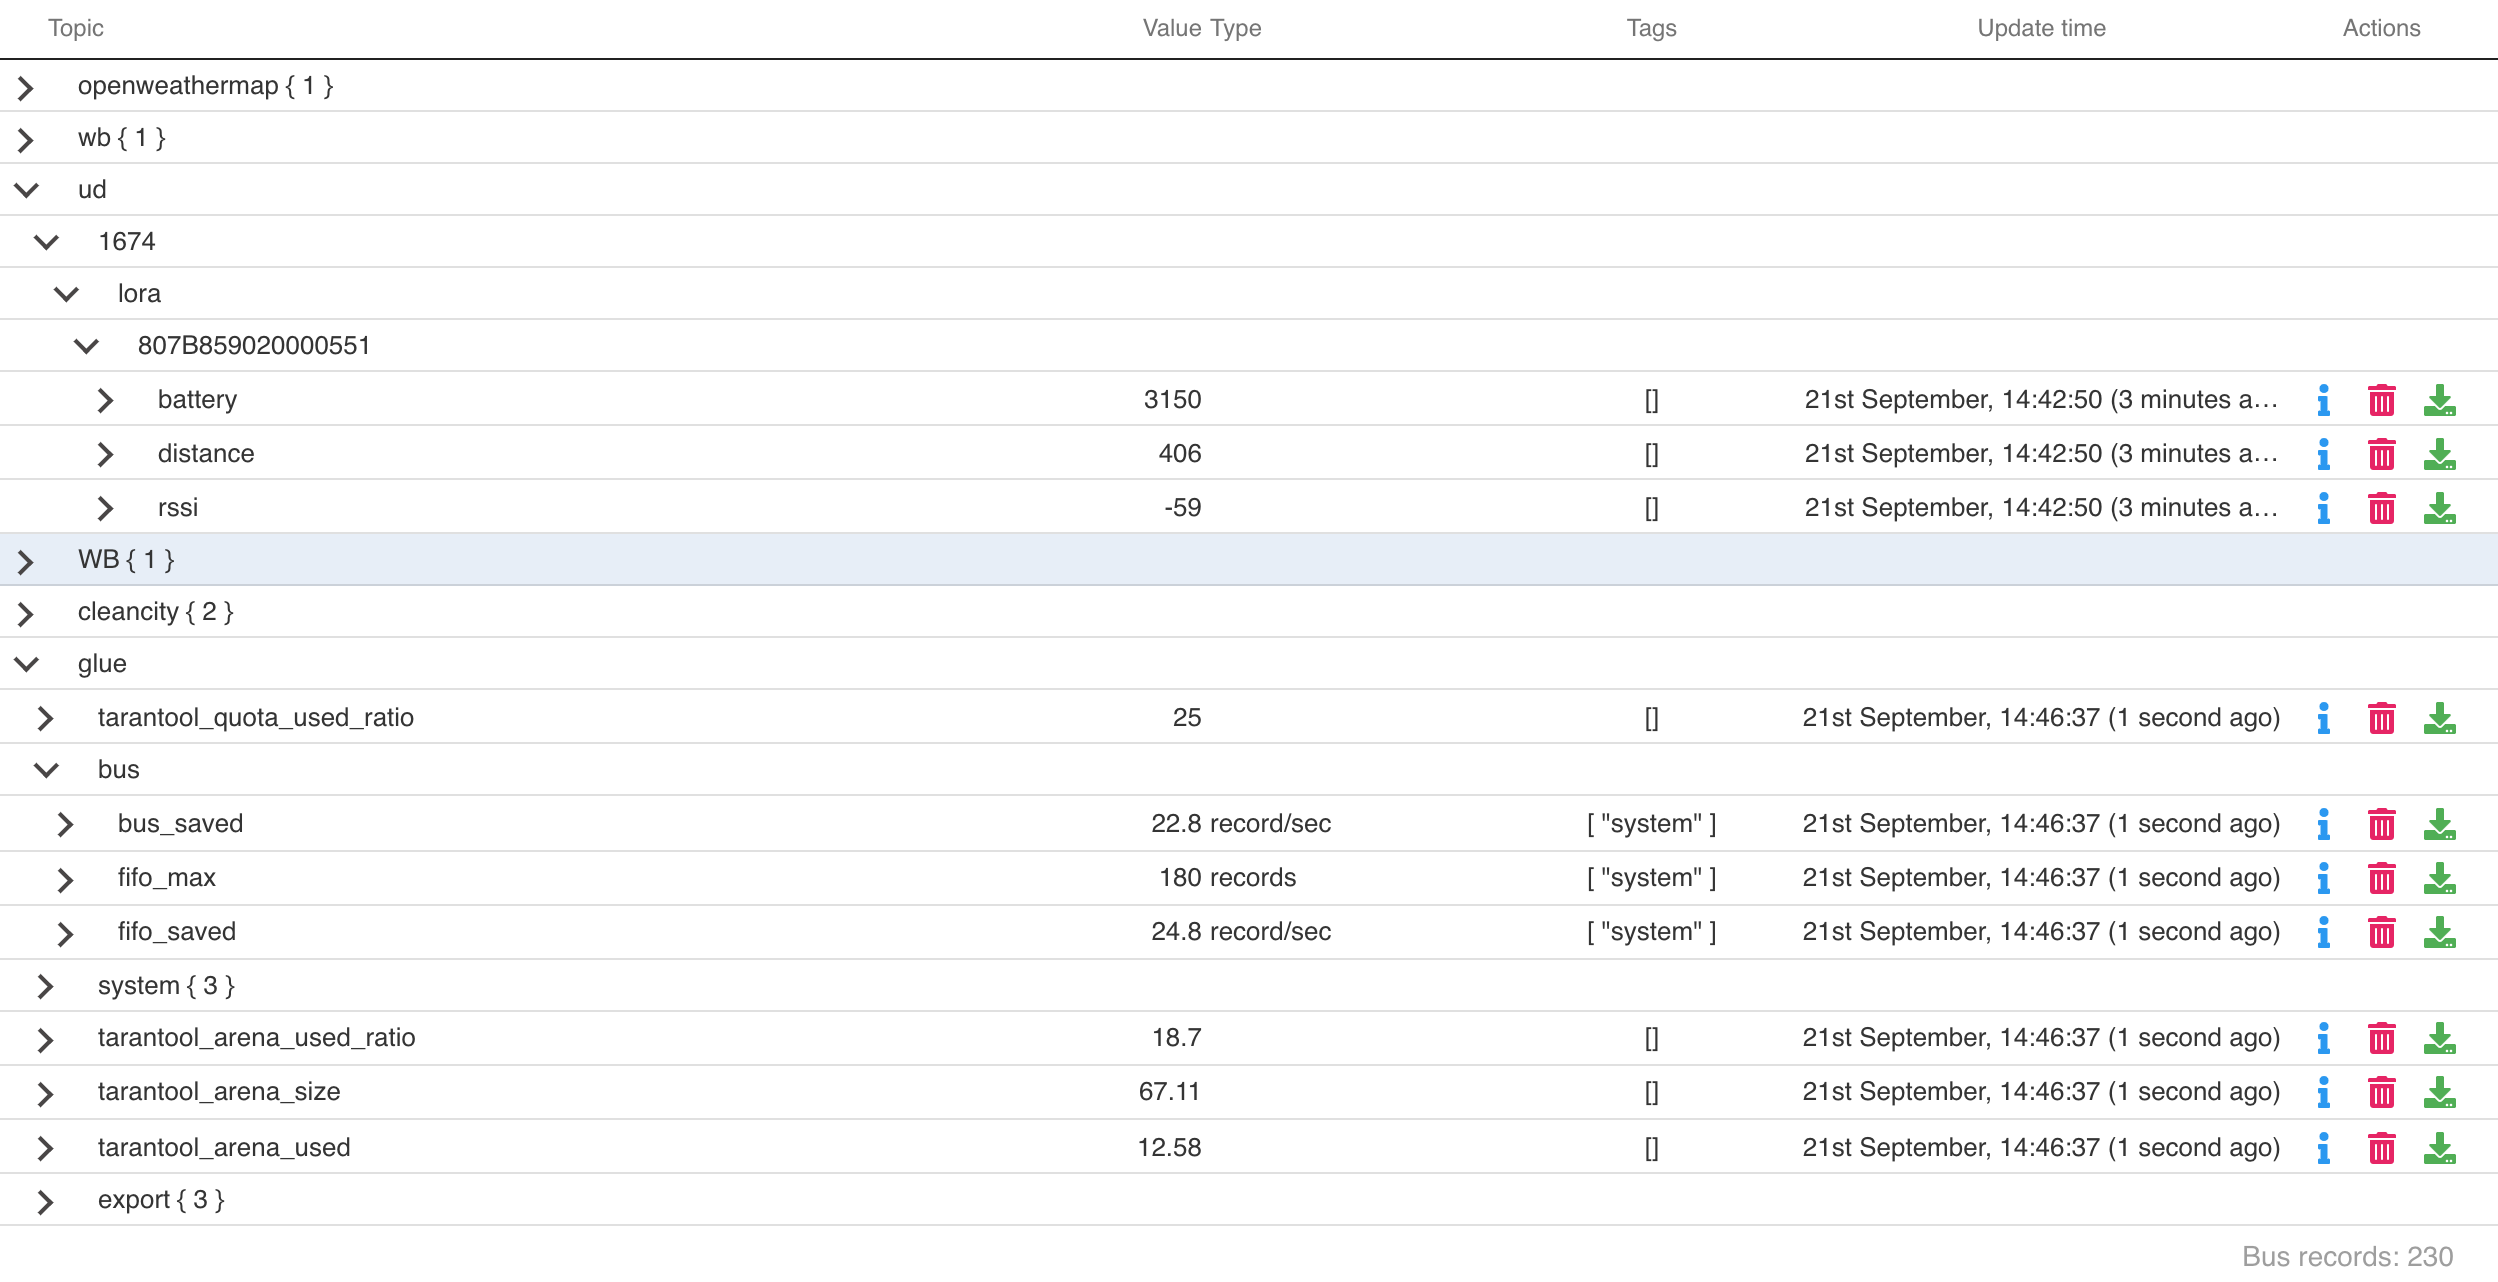 Topic Value Type Tags Update time Actions
openweathermap { 1 }
wb { 1 }
ud
1674
lora
807B859020000551
battery 3150 [] 21st September, 14:42:50 (3 minutes a…
distance 406 [] 21st September, 14:42:50 (3 minutes a…
rssi -59 [] 21st September, 14:42:50 (3 minutes a…
WB { 1 }
cleancity { 2 }
glue
tarantool_quota_used_ratio 25 [] 21st September, 14:46:37 (1 second ago)
bus
bus_saved 22.8 record/sec [ "system" ] 21st September, 14:46:37 (1 second ago)
fifo_max 180 records [ "system" ] 21st September, 14:46:37 (1 second ago)
fifo_saved 24.8 record/sec [ "system" ] 21st September, 14:46:37 (1 second ago)
system { 3 }
tarantool_arena_used_ratio 18.7 [] 21st September, 14:46:37 (1 second ago)
tarantool_arena_size 67.11 [] 21st September, 14:46:37 (1 second ago)
tarantool_arena_used 12.58 [] 21st September, 14:46:37 (1 second ago)
export { 3 }
Bus records: 230